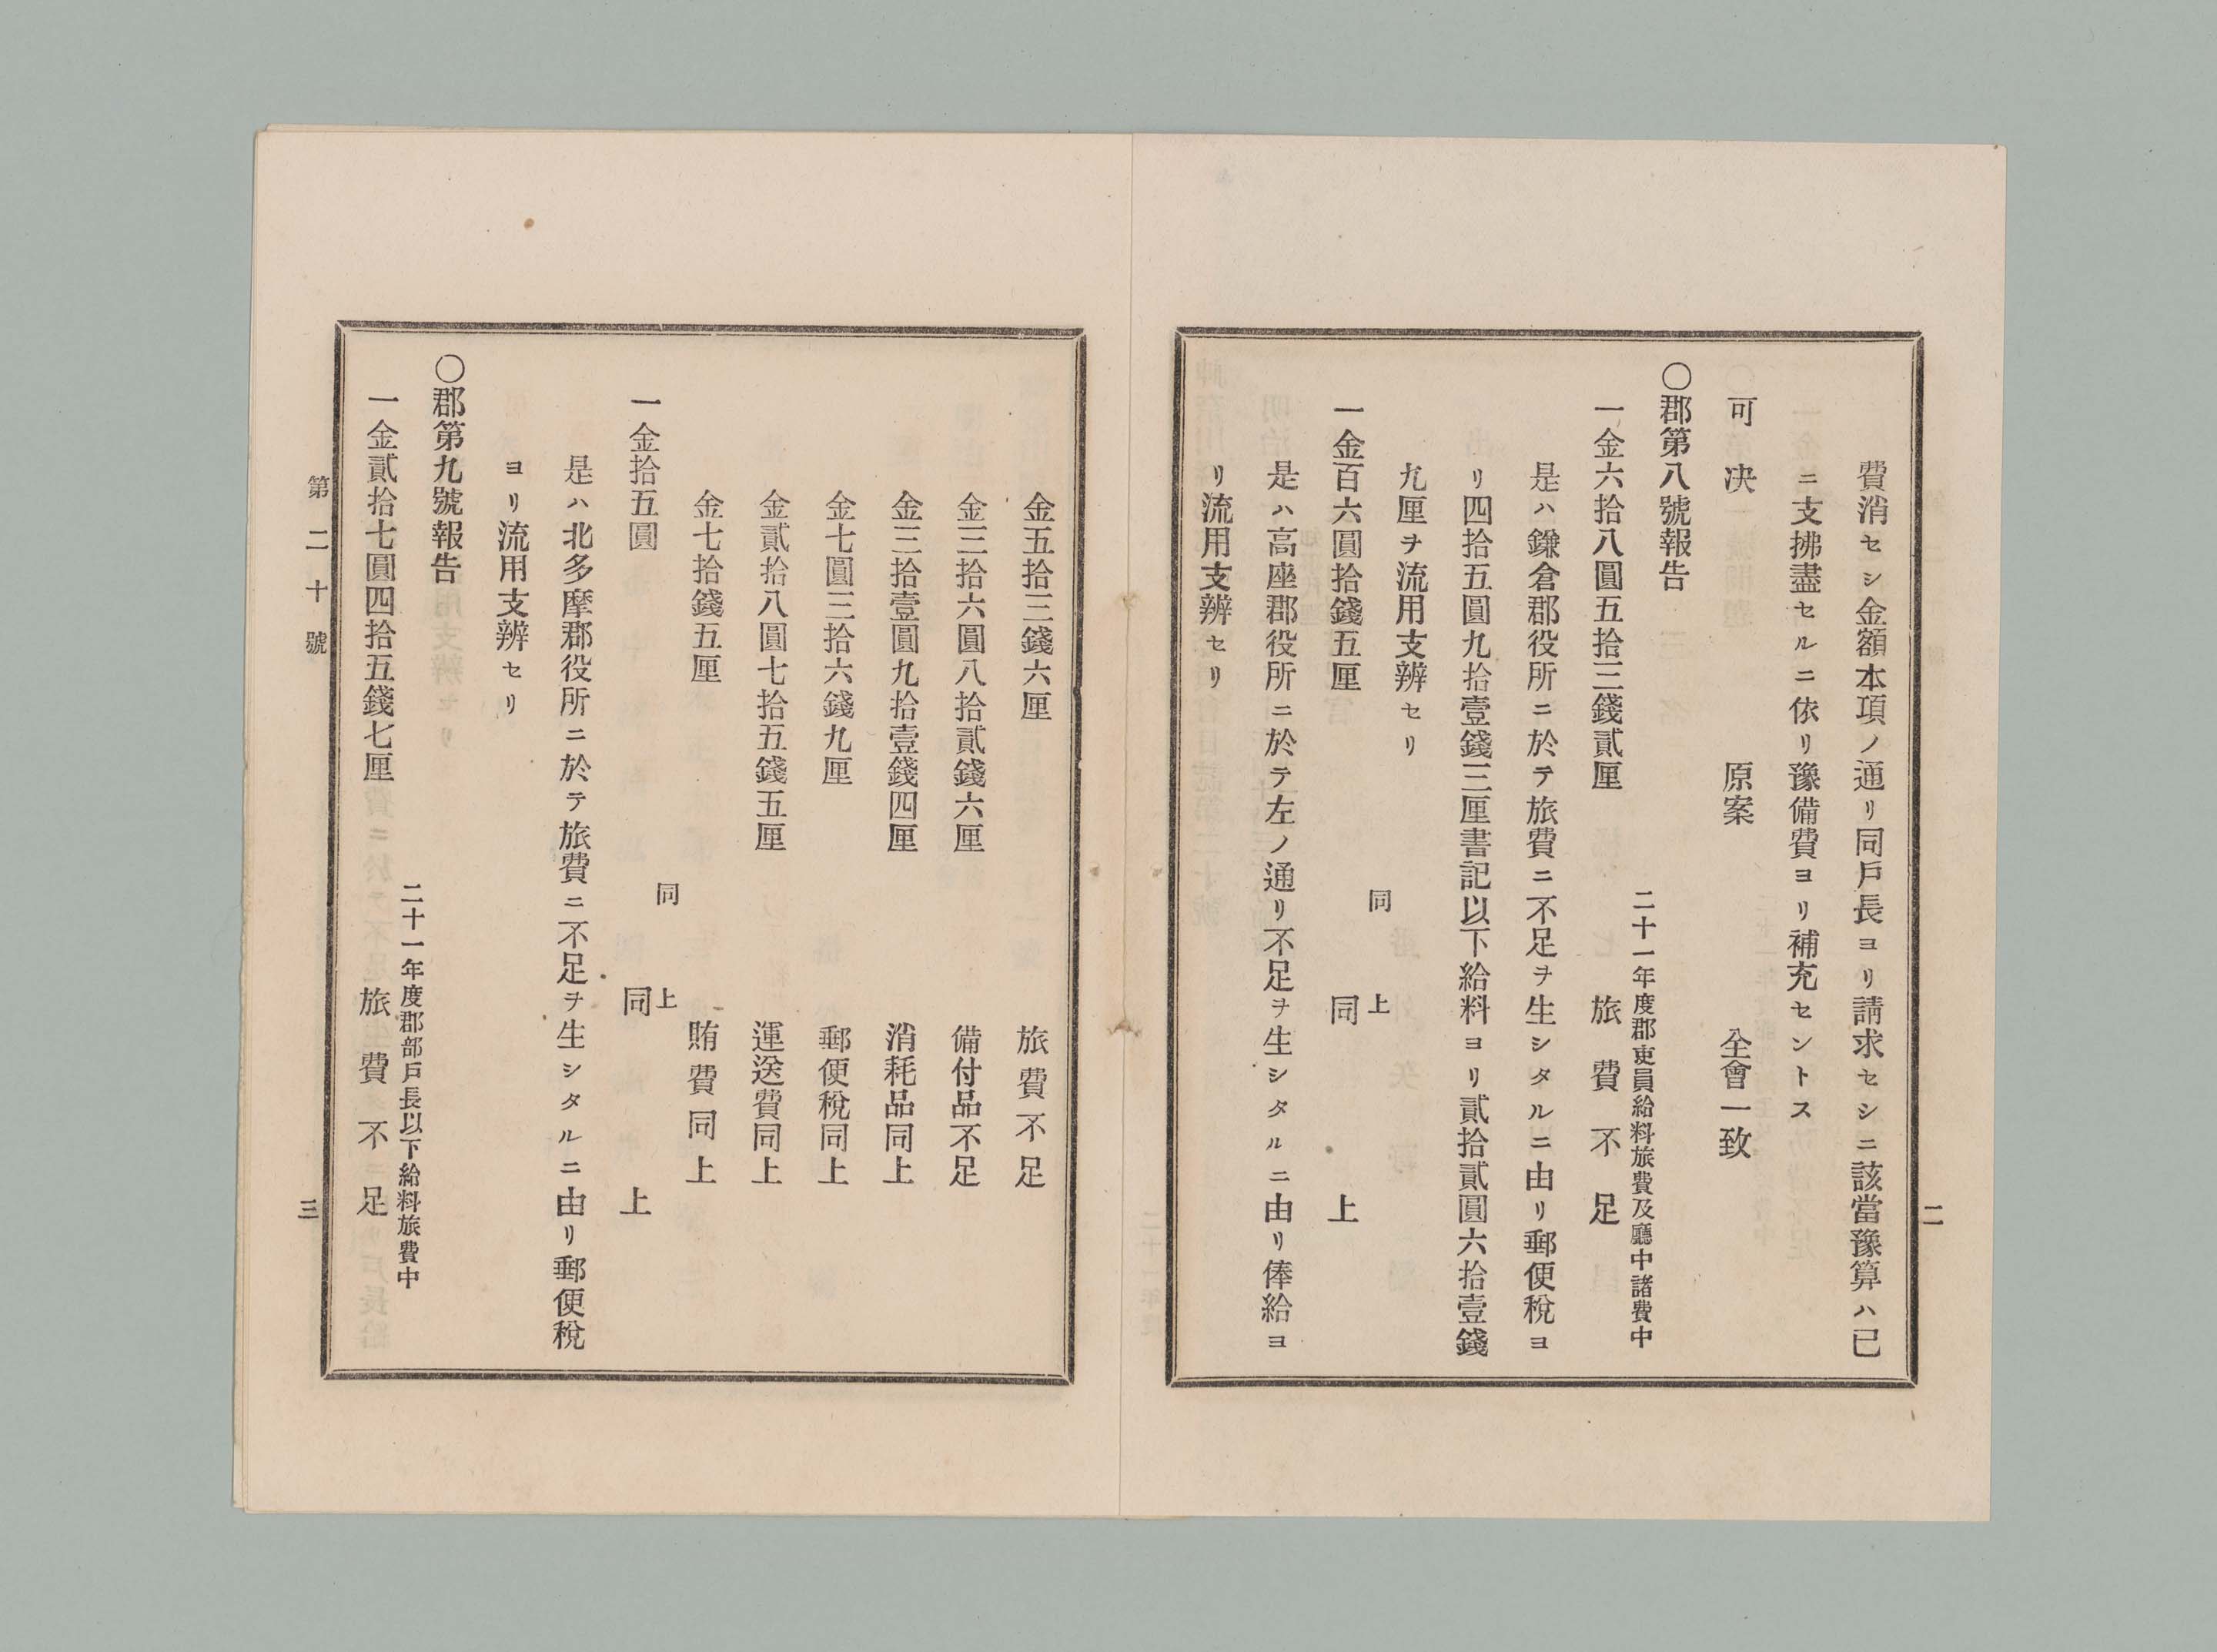 二
費消セシ金額本項ノ通リ同戶長ヨリ請求セシニ該當豫算ハ已
ニ支拂盡セルニ依リ豫備費ヨリ補充セントス
可決 原案 全會一致
〇郡第八號報告
二十一年度郡吏員給料旅費及廳中諸費中
一金六拾八圓五拾三錢貳厘 旅費不足
是ハ鎌倉郡役所ニ於テ旅費ニ不足ヲ生シタルニ由リ郵便稅ヨ
リ四拾五圓九拾壹錢三厘書記以下給料ヨリ貳拾貳圓六拾壹錢
九厘ヲ流用支辨セリ
同上
一金百六圓拾錢五厘 同上
是ハ高座郡役所ニ於テ左ノ通リ不足ヲ生シタルニ由リ俸給ヨ
リ流用支辨セリ
金五拾三錢六厘 旅費不足
金三拾六圓八拾貳錢六厘 備付品不足
金三拾壹圓九拾壹錢四厘 消耗品同上
金七圓三拾六錢九厘 郵便稅同上
金貳拾八圓七拾五錢五厘 運送費同上
金七拾錢五厘 賄費同上
同上
一金拾五圓 同上
是ハ北多摩郡役所ニ於テ旅費ニ不足ヲ生シタルニ由リ郵便稅
ヨリ流用支辨セリ
〇郡第九號報告
二十一年度郡部戶長以下給料旅費中
一金貳拾七圓四拾五錢七厘 旅費不足
第二十號 三